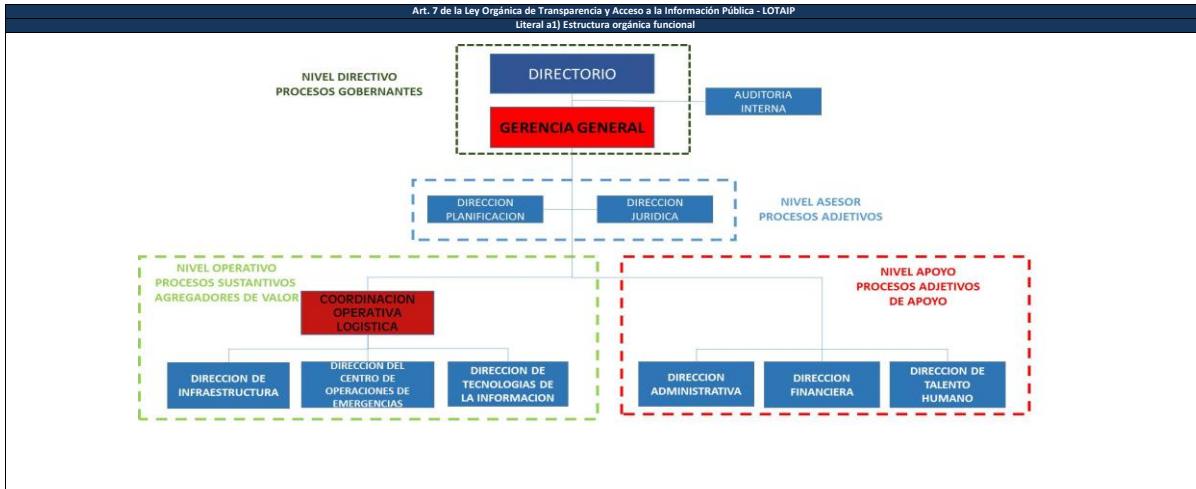 Art. 7 de la Ley Orgánica de Transparencia y Acceso a la Información Pública - LOTAIP
Literal a1) Estructura orgánica funcional
NIVEL DIRECTIVO
PROCESOS GOBERNANTES
DIRECTORIO
AUDITORIA
INTERNA
GERENCIA GENERAL
DIRECCION
PLANIFICACION
DIRECCION
JURIDICA
NIVEL ASESOR
PROCESOS ADJETIVOS
NIVEL OPERATIVO
PROCESOS SUSTANTIVOS
AGREGADORES DE VALOR
COORDINACION
OPERATIVA
LOGISTICA
NIVEL APOYO
PROCESOS ADJETIVOS
DE APOYO
DIRECCION DE
INFRAESTRUCTURA
DIRECCION DEL
CENTRO DE
OPERACIONES DE
EMERGENCIAS
DIRECCION DE
TECNOLOGIAS DE
LA INFORMACION
DIRECCION
ADMINISTRATIVA
DIRECCION
FINANCIERA
DIRECCION DE
TALENTO
HUMANO